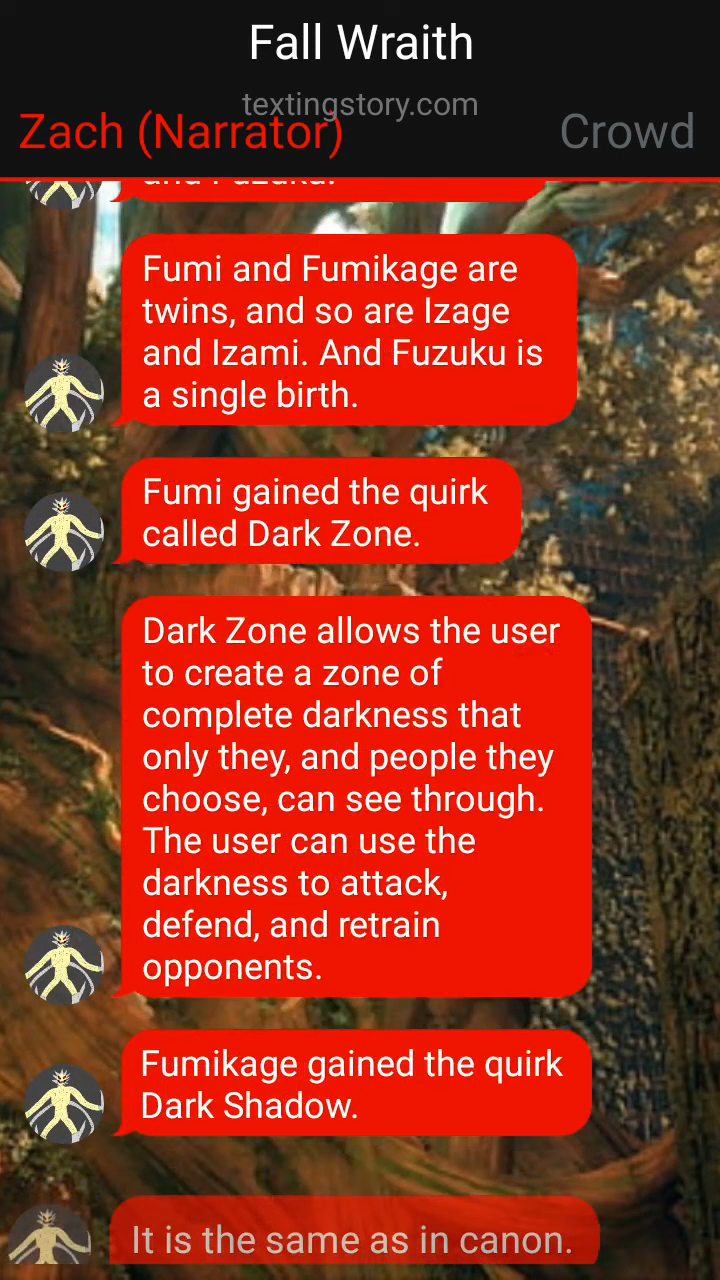 Fall Wraith
textingstory.com
Zach (Narrator)
Crowd
Fumi and Fumikage are
twins, and so are Izage
and Izami. And Fuzuku is
a single birth.
Fumi gained the quirk
called Dark Zone.
Dark Zone allows the user
to create a zone of
complete darkness that
only they, and people they
choose, can see through.
The user can use the
darkness to attack,
defend, and retrain
opponents.
Fumikage gained the quirk
Dark Shadow.
It is the same as in canon.